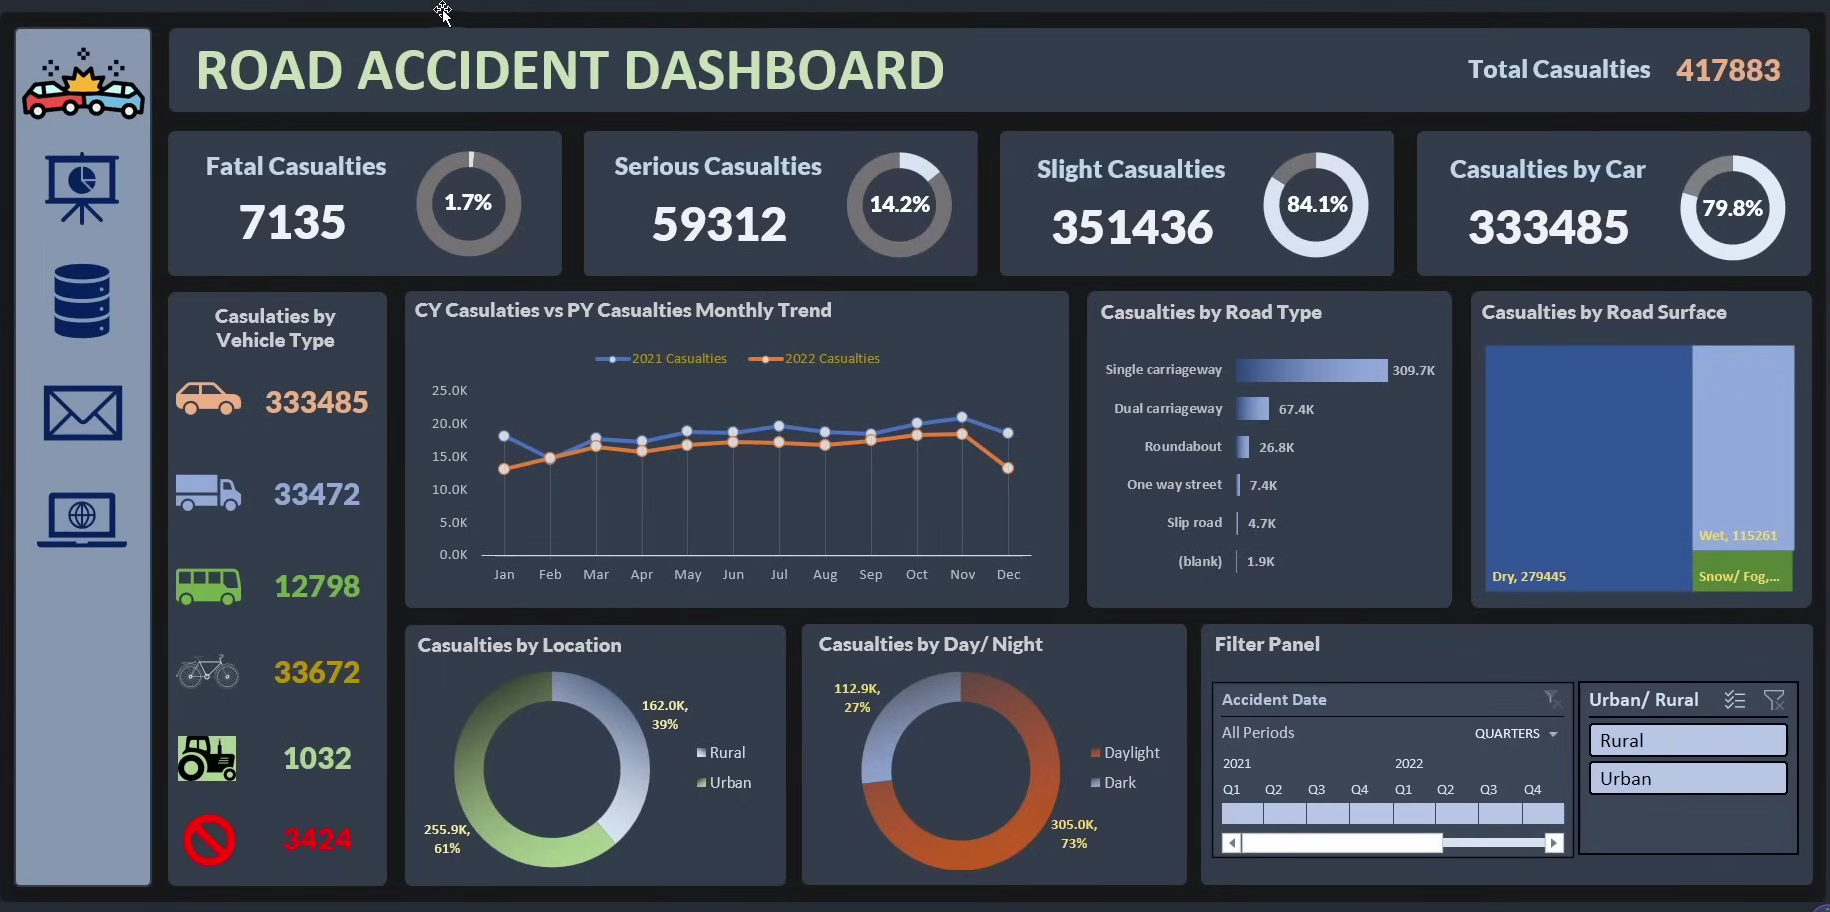 ROAD ACCIDENT DASHBOARD
Total Casualties 417883
Fatal Casualties
7135
1.7%
Serious Casualties
59312
14.2%
Slight Casualties
351436
84.1%
Casualties by Car
333485
79.8%
Casulaties by
Vehicle Type
333485
33472
12798
33672
1032
3424
CY Casulaties vs PY Casualties Monthly Trend
2021 Casualties 2022 Casualties
25.0K
20.0K
15.0K
10.0K
5.0K
0.0K
Jan Feb Mar Apr May Jun Jul Aug Sep Oct Nov Dec
Casualties by Road Type
Single carriageway 309.7K
Dual carriageway 67.4K
Roundabout 26.8K
One way street 7.4K
Slip road 4.7K
(blank) 1.9K
Casualties by Road Surface
Wet, 115261
Dry, 279445
Snow/ Fog,...
Casualties by Location
162.0K,
39%
Rural
Urban
255.9K,
61%
Casualties by Day/ Night
112.9K,
27%
Daylight
Dark
305.0K,
73%
Filter Panel
Accident Date
All Periods QUARTERS
2021 2022
Q1 Q2 Q3 Q4 Q1 Q2 Q3 Q4
Urban/ Rural
Rural
Urban